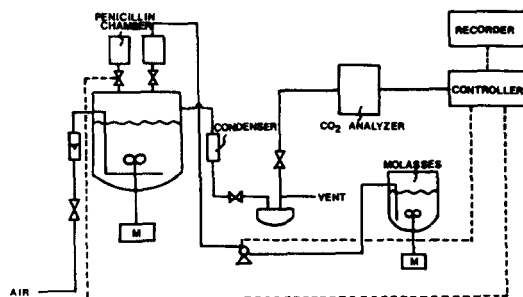 PENICILLIN
CHAMBER
RECORDER
CONTROLLER
CO2 ANALYZER
CONDENSER
MOLASSES
VENT
M
M
AIR